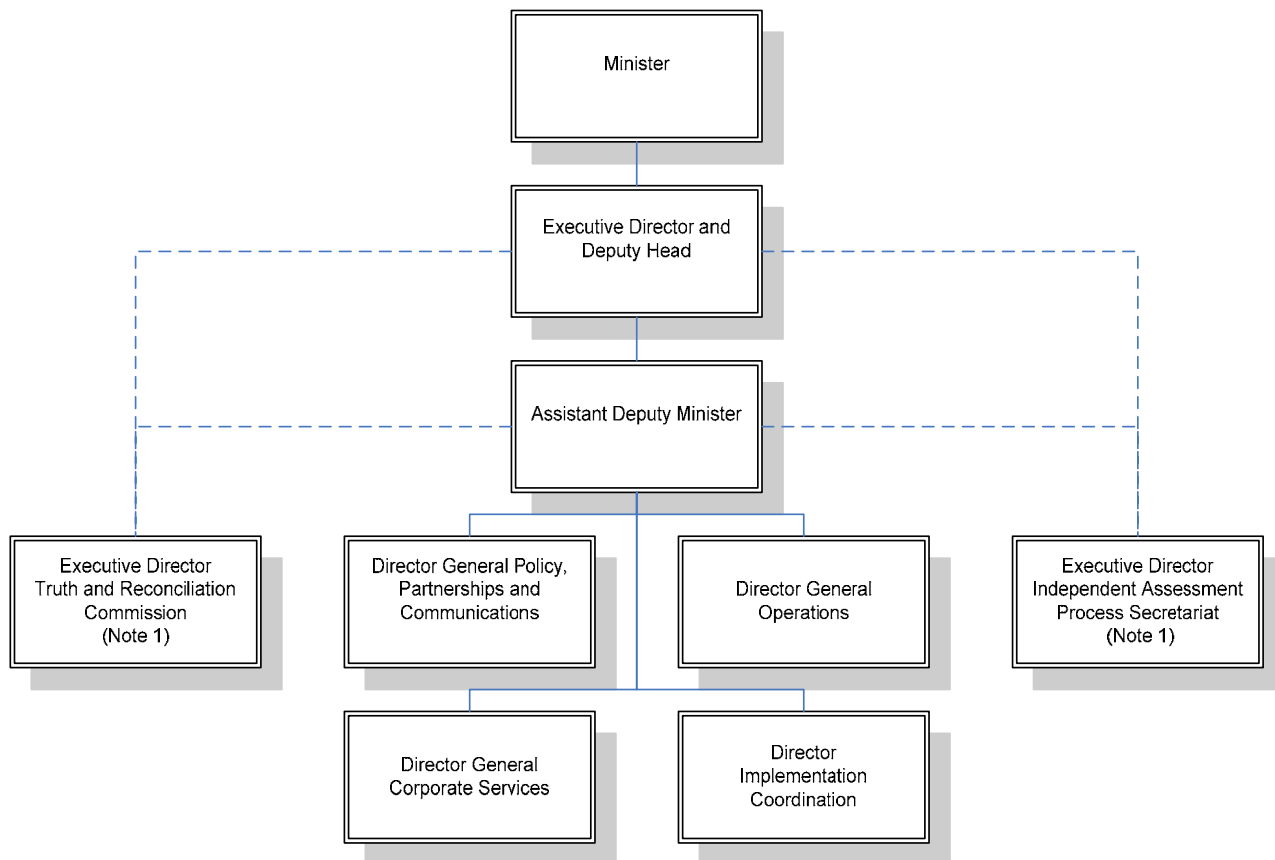 Minister
Executive Director and
Deputy Head
Assistant Deputy Minister
Executive Director
Truth and Reconciliation
Commission
(Note 1)
Director General Policy,
Partnerships and
Communications
Director General
Operations
Executive Director
Independent Assessment
Process Secretariat
(Note 1)
Director General
Corporate Services
Director
Implementation
Coordination